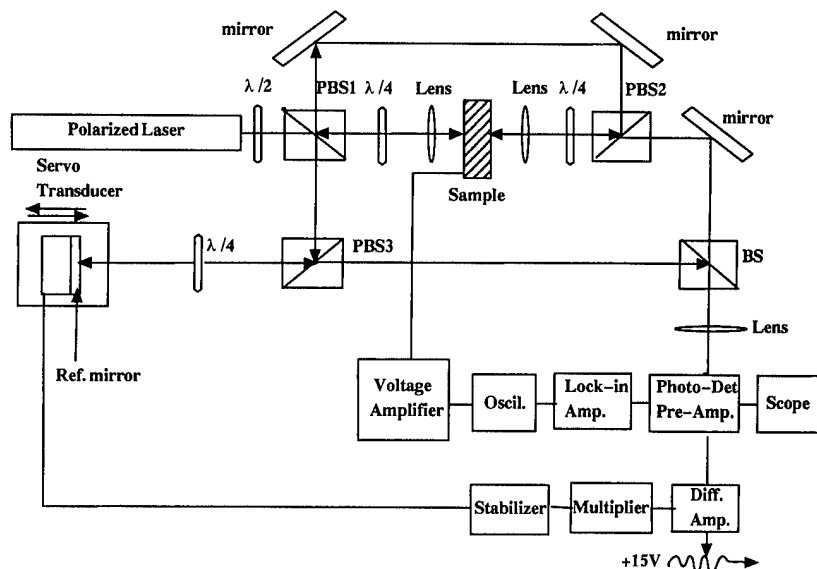 mirror
mirror
λ/2
PBS1
λ/4
Lens
Lens
λ/4
PBS2
mirror
Polarized Laser
Servo
Transducer
Sample
λ/4
PBS3
BS
Lens
Ref. mirror
Voltage
Amplifier
Oscil.
Lock-in
Amp.
Photo-Det
Pre-Amp.
Scope
Stabilizer
Multiplier
Diff.
Amp.
+15V